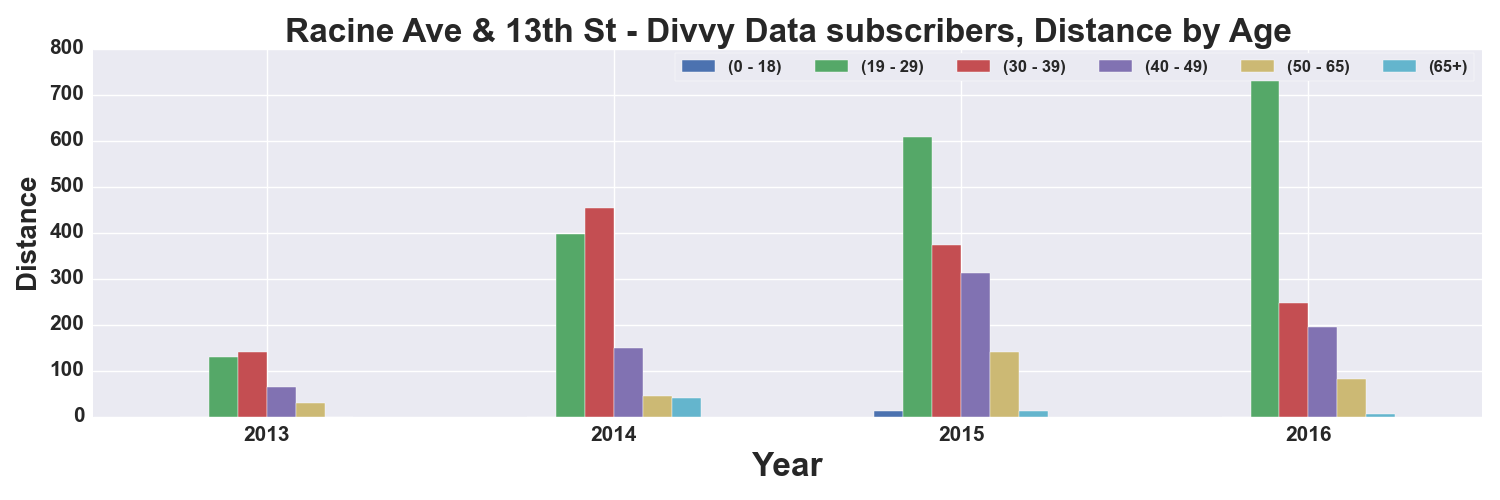 Racine Ave & 13th St - Divvy Data subscribers, Distance by Age
(0 - 18) (19 - 29) (30 - 39) (40 - 49) (50 - 65) (65+)
800
700
600
500
400
300
200
100
0
Distance
2013 2014 2015 2016
Year